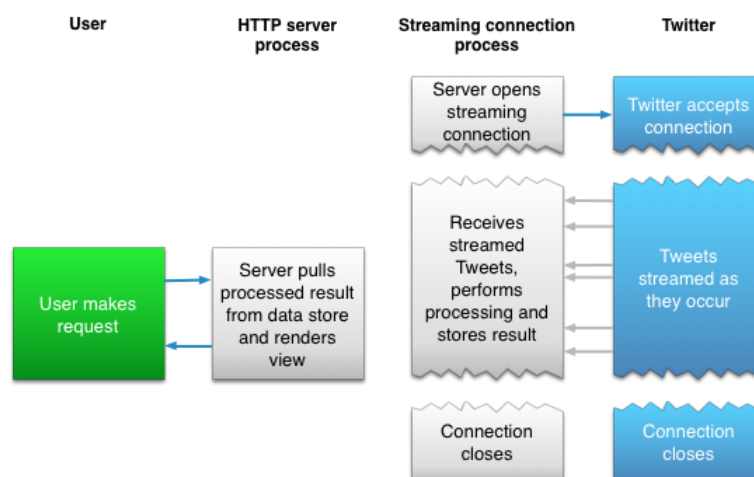 User
HTTP server
process
Streaming connection
process
Twitter
Server opens
streaming
connection
Twitter accepts
connection
User makes
request
Server pulls
processed result
from data store
and renders
view
Receives
streamed
Tweets,
performs
processing and
stores result
Tweets
streamed as
they occur
Connection
closes
Connection
closes